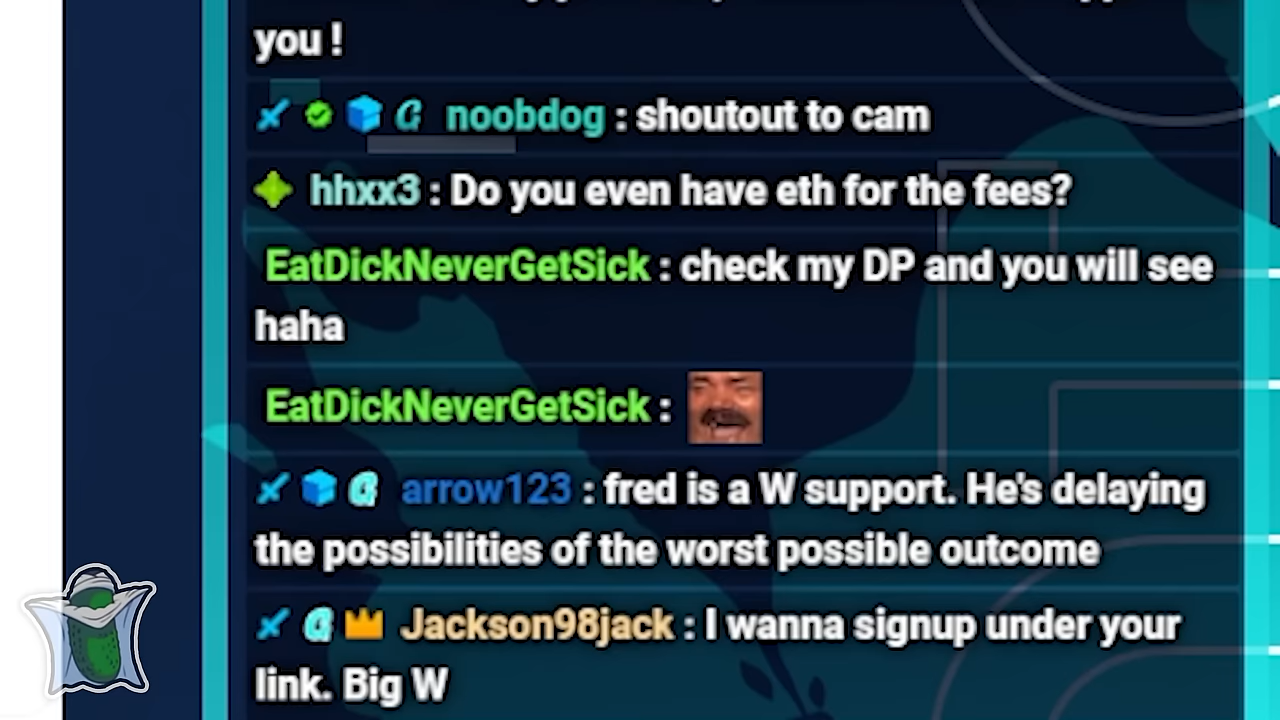 you !
noobdog : shoutout to cam
hhxx3 : Do you even have eth for the fees?
EatDickNeverGetSick : check my DP and you will see
haha
EatDickNeverGetSick :
arrow123 : fred is a W support. He's delaying
the possibilities of the worst possible outcome
Jackson98jack : I wanna signup under your
link. Big W